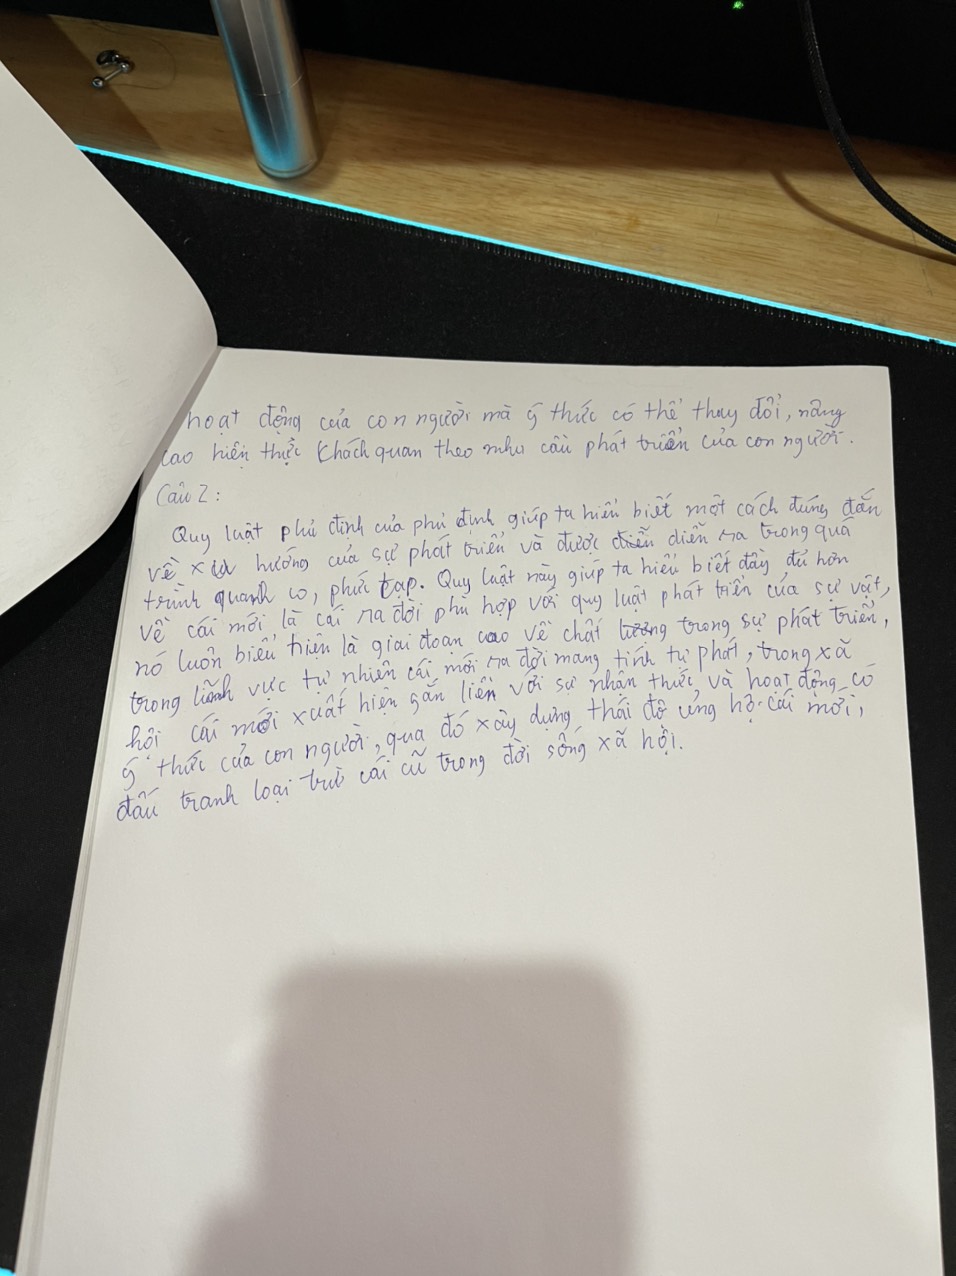 hoạt động của con người mà ý thức có thể thay đổi, nâng
cao hiện thực khách quan theo nhu cầu phát triển của con người.
Câu 2:
Quy luật phủ định của phủ định giúp ta hiểu biết một cách đúng đắn
về xu hướng của sự phát triển và được diễn diễn ra trong quá
trình quanh co, phức tạp. Quy luật này giúp ta hiểu biết đầy đủ hơn
về cái mới là cái ra đời phù hợp với quy luật phát triển của sự vật,
nó luôn biểu hiện là giai đoạn cao về chất lượng trong sự phát triển,
trong lĩnh vực tự nhiên cái mới ra đời mang tính tự phát, trong xã
hội cái mới xuất hiện gắn liền với sự nhận thức và hoạt động có
ý thức của con người, qua đó xây dựng thái độ ủng hộ cái mới,
đấu tranh loại trừ cái cũ trong đời sống xã hội.